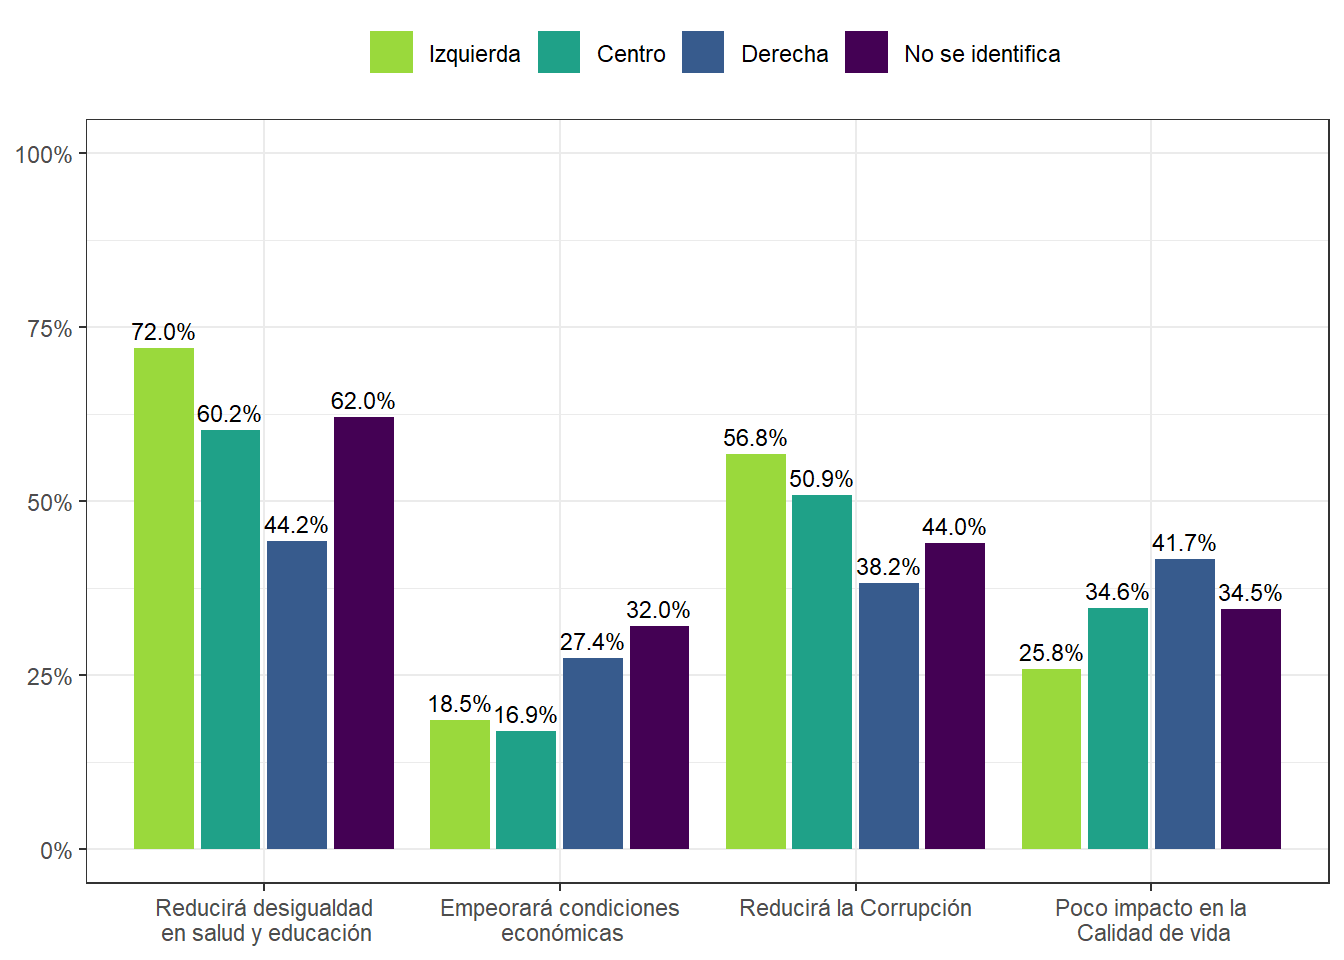 Izquierda Centro Derecha No se identifica
100%
75%
50%
25%
0%
72.0%
60.2%
44.2%
62.0%
18.5%
16.9%
27.4%
32.0%
56.8%
50.9%
38.2%
44.0%
25.8%
34.6%
41.7%
34.5%
Reducirá desigualdad
en salud y educación
Empeorará condiciones
económicas
Reducirá la Corrupción
Poco impacto en la
Calidad de vida